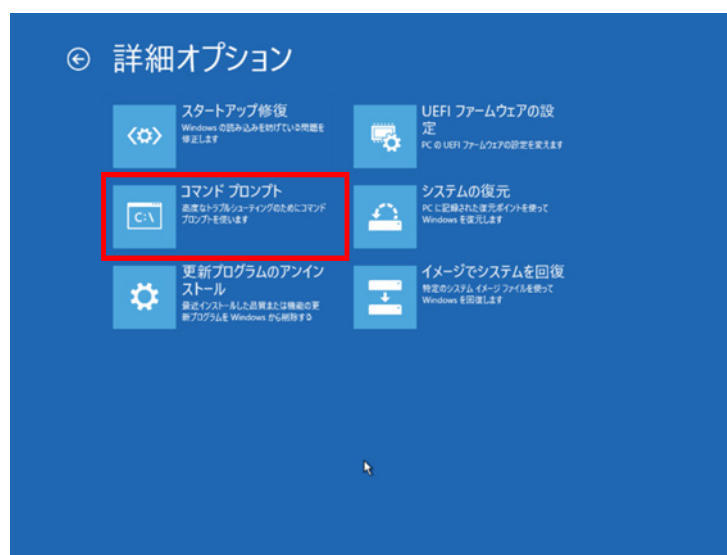 詳細オプション
スタートアップ修復
Windows の読み込みを妨げている問題を
修正します
UEFI ファームウェアの設
定
PC の UEFI ファームウェアの設定を変えます
C:\
コマンド プロンプト
高度なトラブルシューティングのためにコマンド
プロンプトを使います
システムの復元
PC に記録された復元ポイントを使って
Windows を復元します
更新プログラムのアンイン
ストール
最近インストールした品質または機能の更
新プログラムを Windows から削除する
イメージでシステムを回復
特定のシステム イメージ ファイルを使って
Windows を回復します